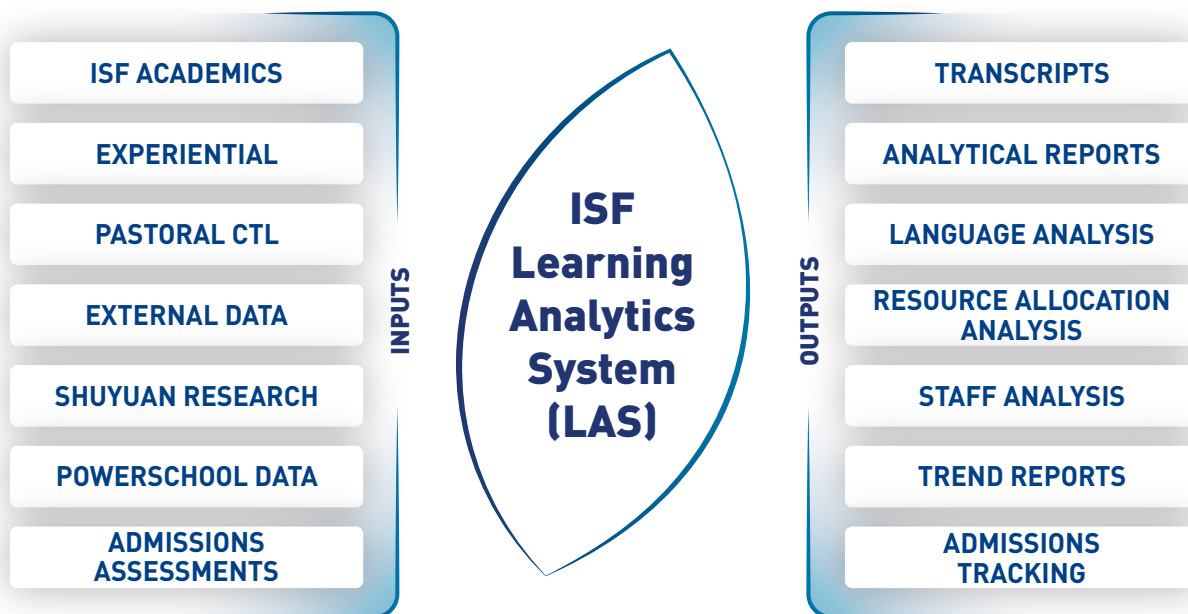 ISF ACADEMICS
EXPERIENTIAL
PASTORAL CTL
EXTERNAL DATA
SHUYUAN RESEARCH
POWERSCHOOL DATA
ADMISSIONS
ASSESSMENTS
INPUTS
ISF
Learning
Analytics
System
(LAS)
OUTPUTS
TRANSCRIPTS
ANALYTICAL REPORTS
LANGUAGE ANALYSIS
RESOURCE ALLOCATION
ANALYSIS
STAFF ANALYSIS
TREND REPORTS
ADMISSIONS
TRACKING